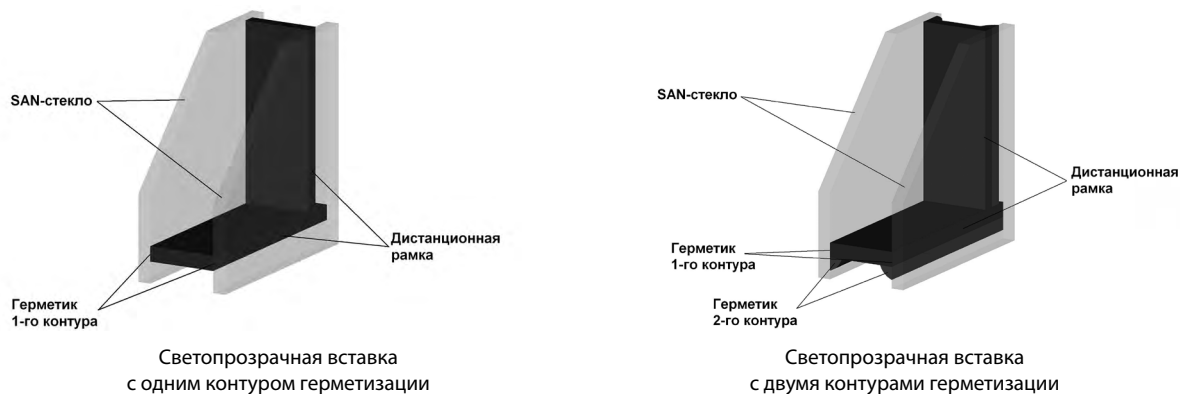 SAN-стекло
Дистанционная
рамка
Герметик
1-го контура
Светопрозрачная вставка
с одним контуром герметизации
SAN-стекло
Дистанционная
рамка
Герметик
1-го контура
Герметик
2-го контура
Светопрозрачная вставка
с двумя контурами герметизации